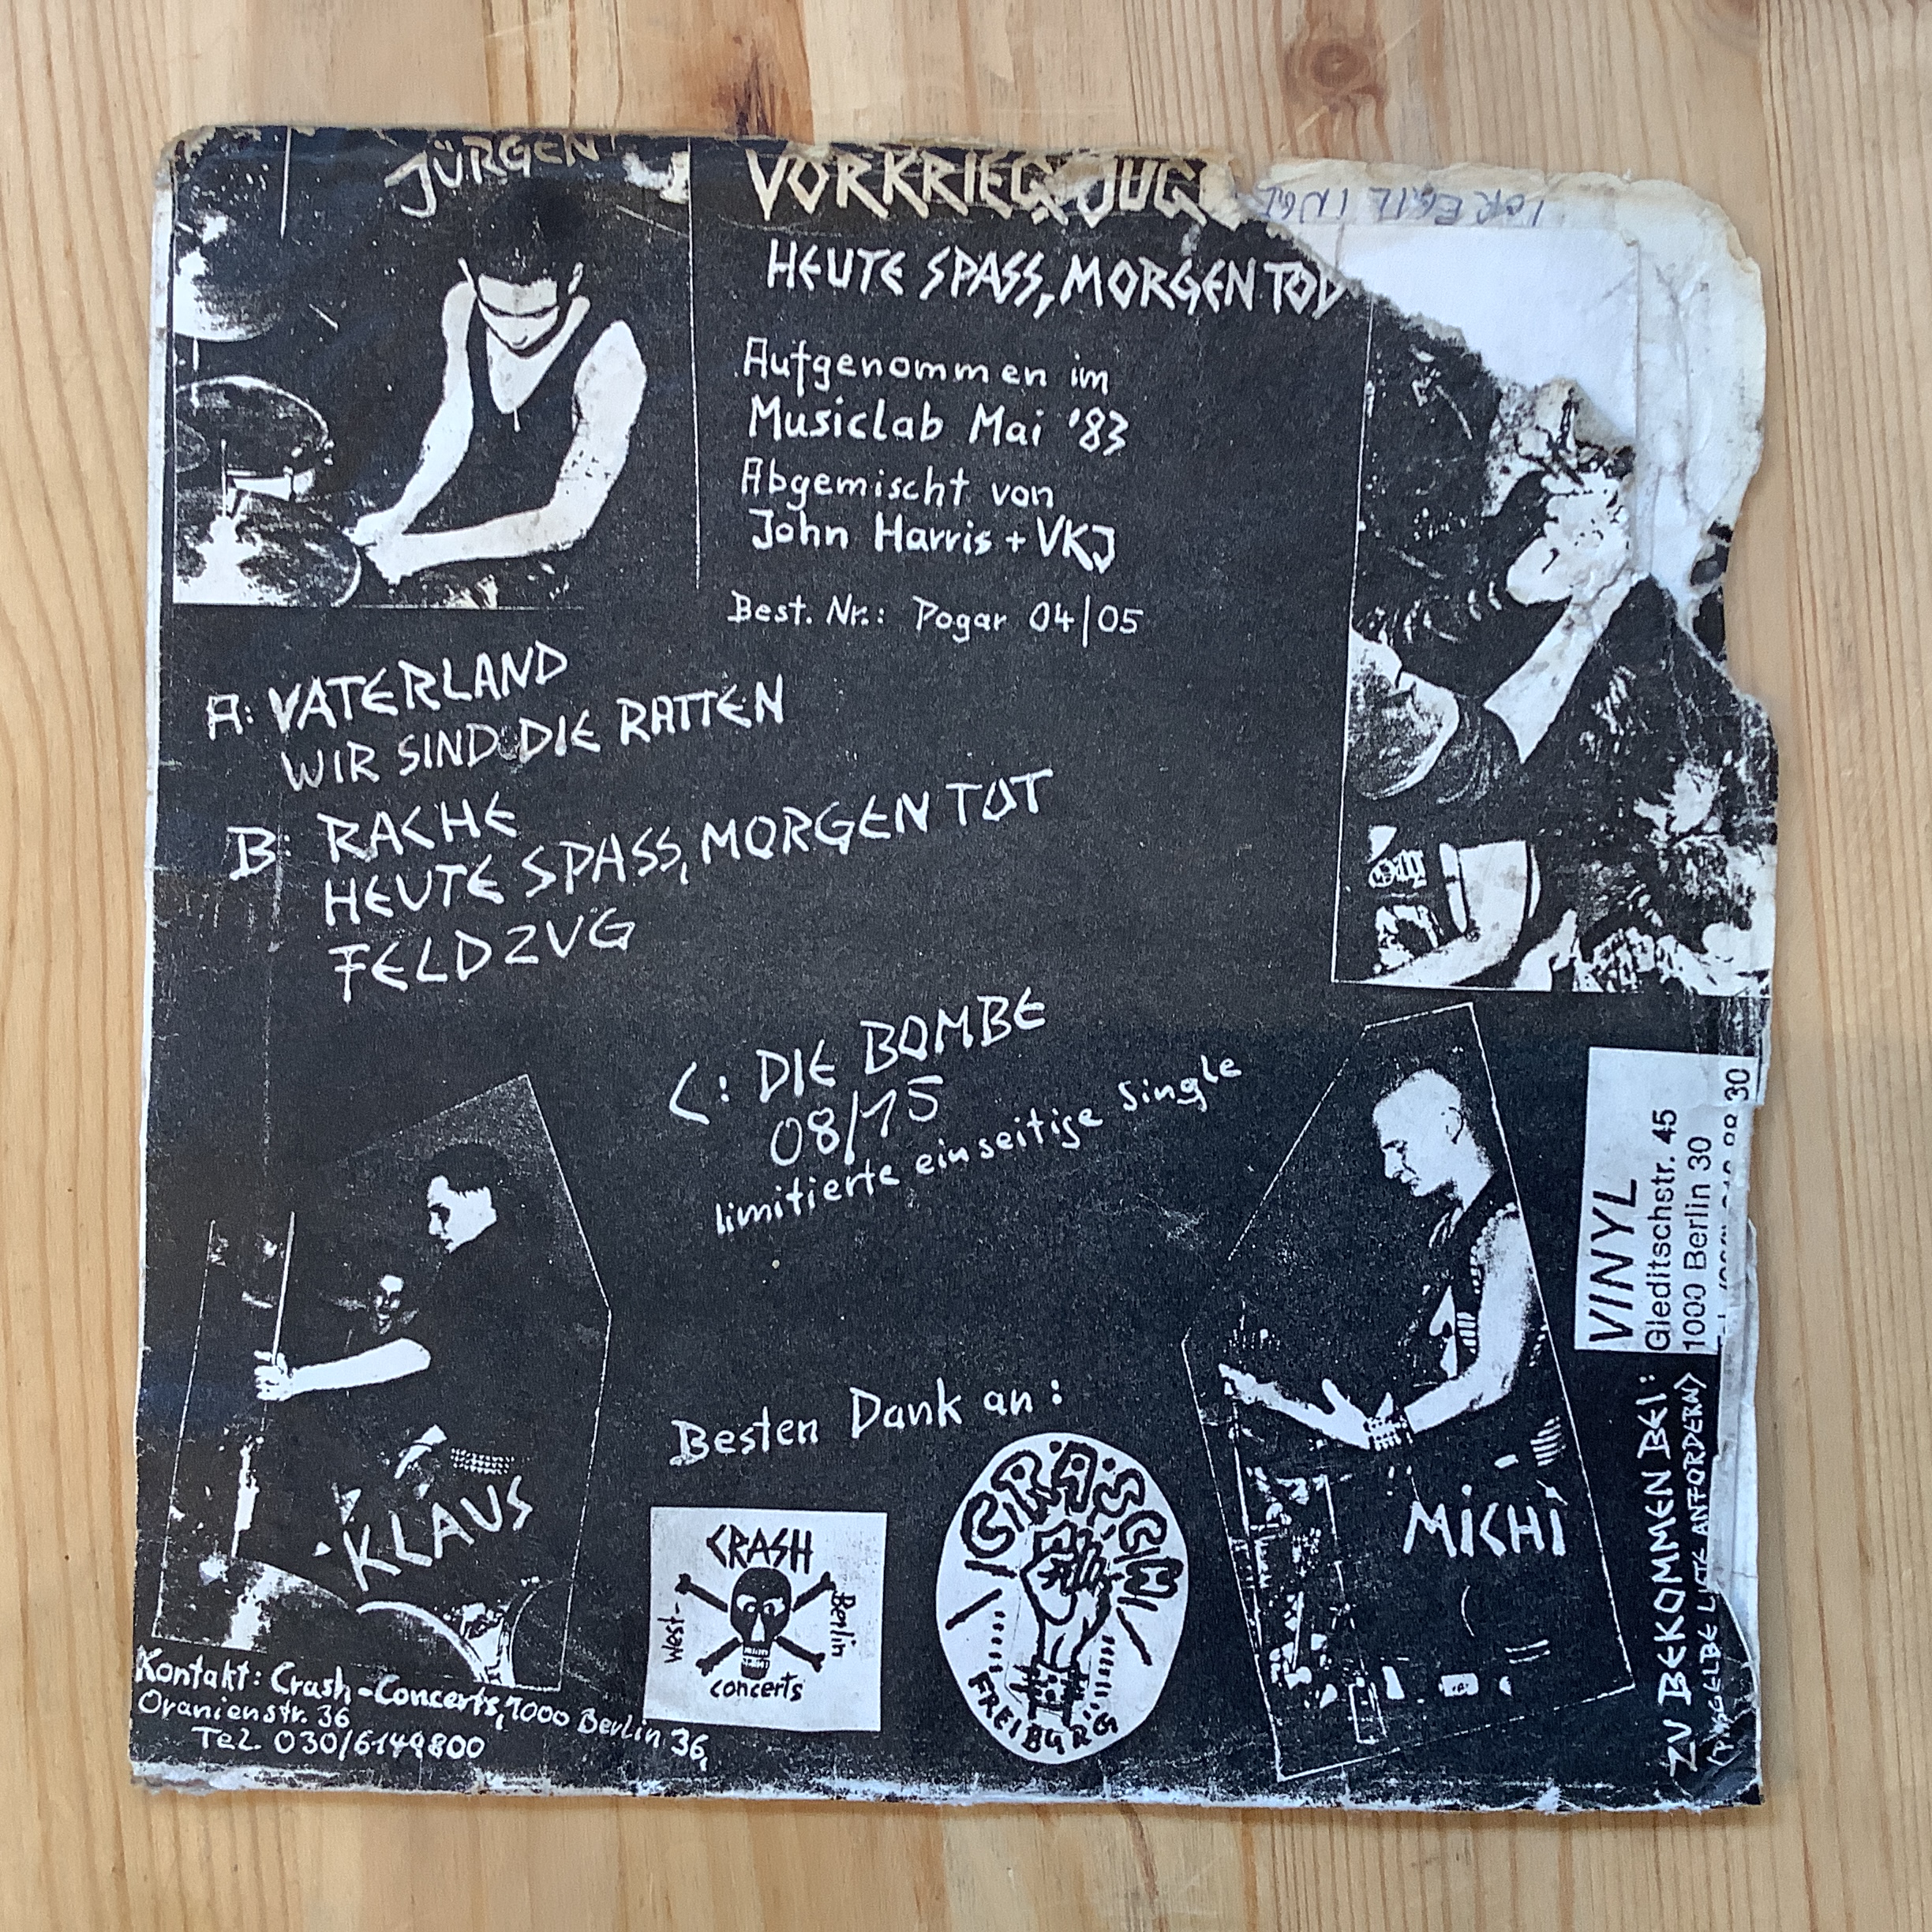 JÜRGEN
HEUTE SPASS, MORGEN TOD
Aufgenommen im
Musiclab Mai '83
Abgemischt von
John Harris + VKJ
Best. Nr.: Pogar 04/05
A: VATERLAND
WIR SIND DIE RATTEN
B: RACHE
HEUTE SPASS, MORGEN TOT
FELDZUG
C: DIE BOMBE
08/15
limitierte einseitige Single
Besten Dank an:
CRASH
West-
Berlin
concerts
FREIBURG
KLAUS
MiCHi
Kontakt: Crash-Concerts, 1000 Berlin 36,
Oranienstr. 36
Tel. 030/6149800
VINYL
Gleditschstr. 45
1000 Berlin 30
ZU BEKOMMEN BEI:
ANFORDERN)